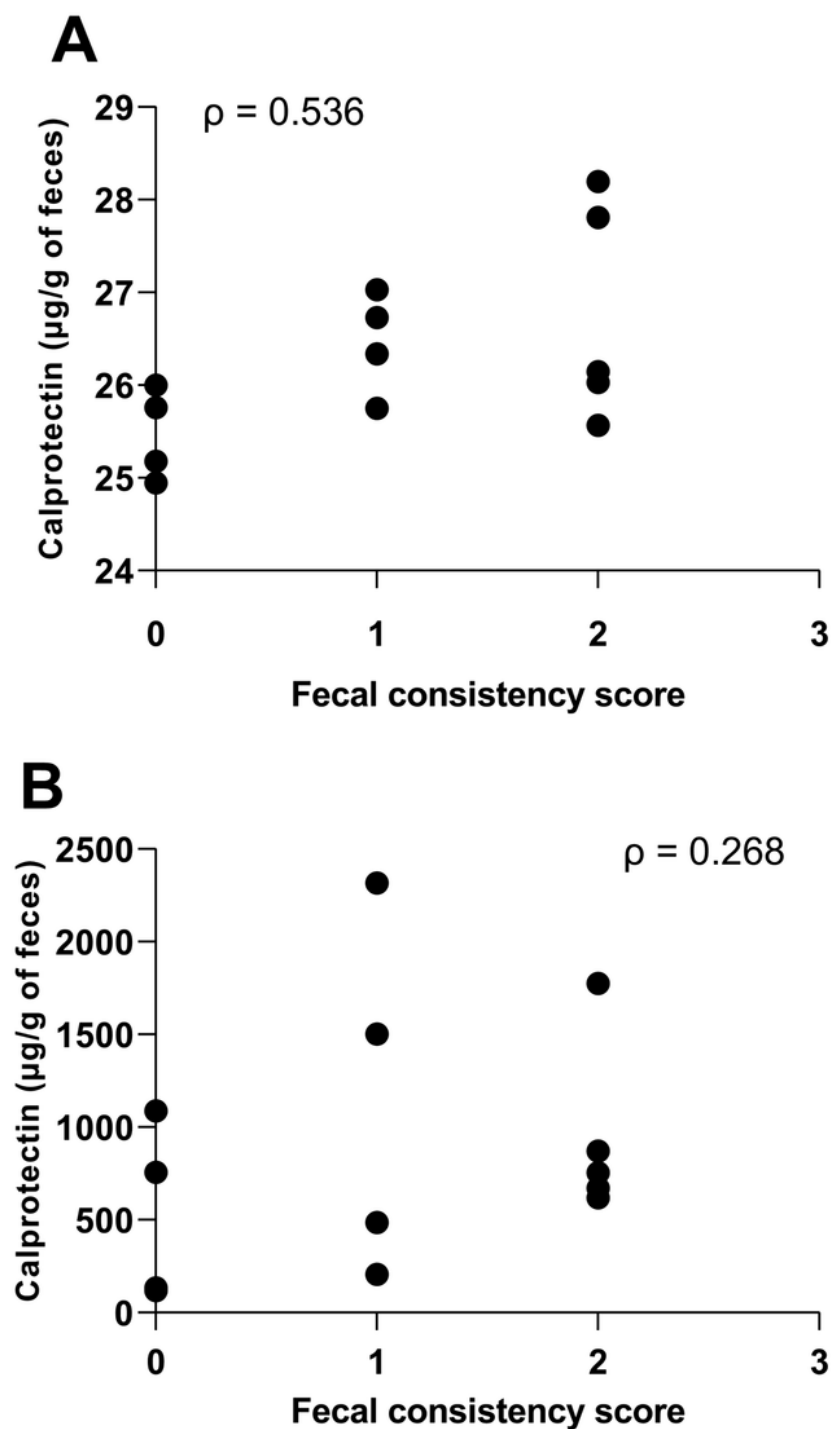 A
ρ = 0.536
Calprotectin (µg/g of feces)
29
28
27
26
25
24
0 1 2 3
Fecal consistency score
B
ρ = 0.268
Calprotectin (µg/g of feces)
2500
2000
1500
1000
500
0
0 1 2 3
Fecal consistency score